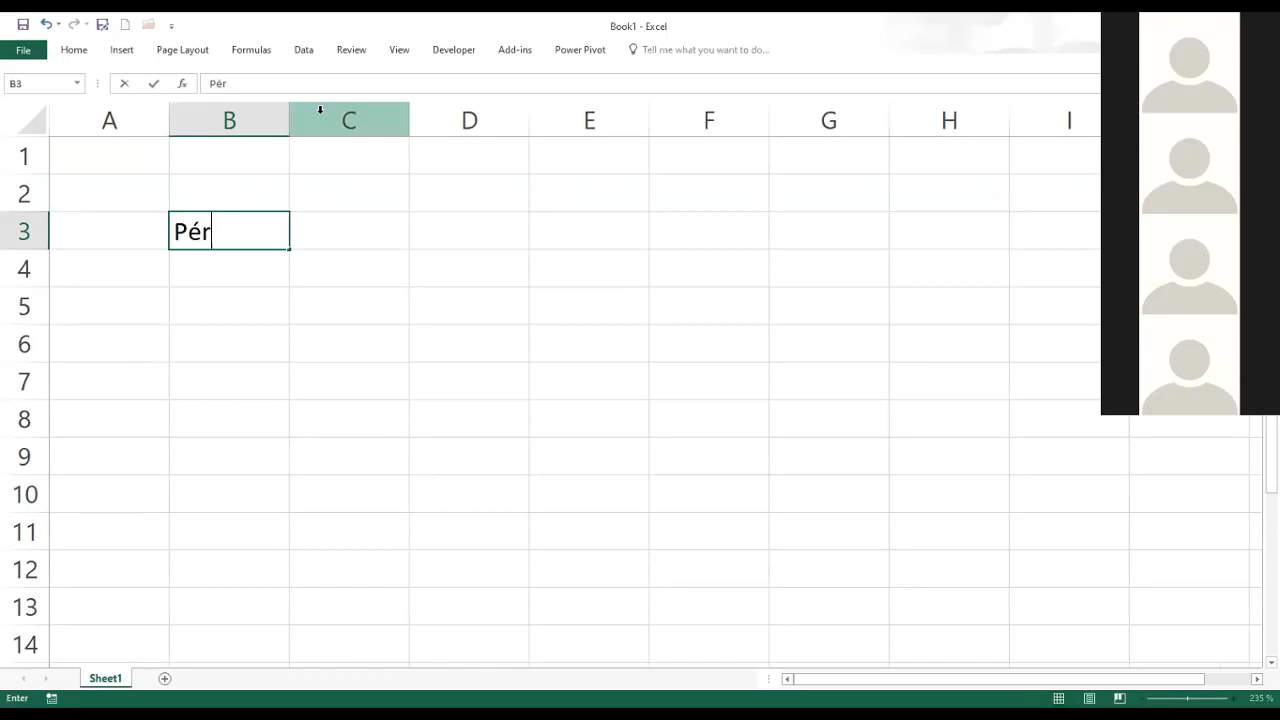 Book1 - Excel
File Home Insert Page Layout Formulas Data Review View Developer Add-ins Power Pivot Tell me what you want to do...
B3 fx Pér
A B C D E F G H I
1
2
3 Pér
4
5
6
7
8
9
10
11
12
13
14
Sheet1
Enter 235 %